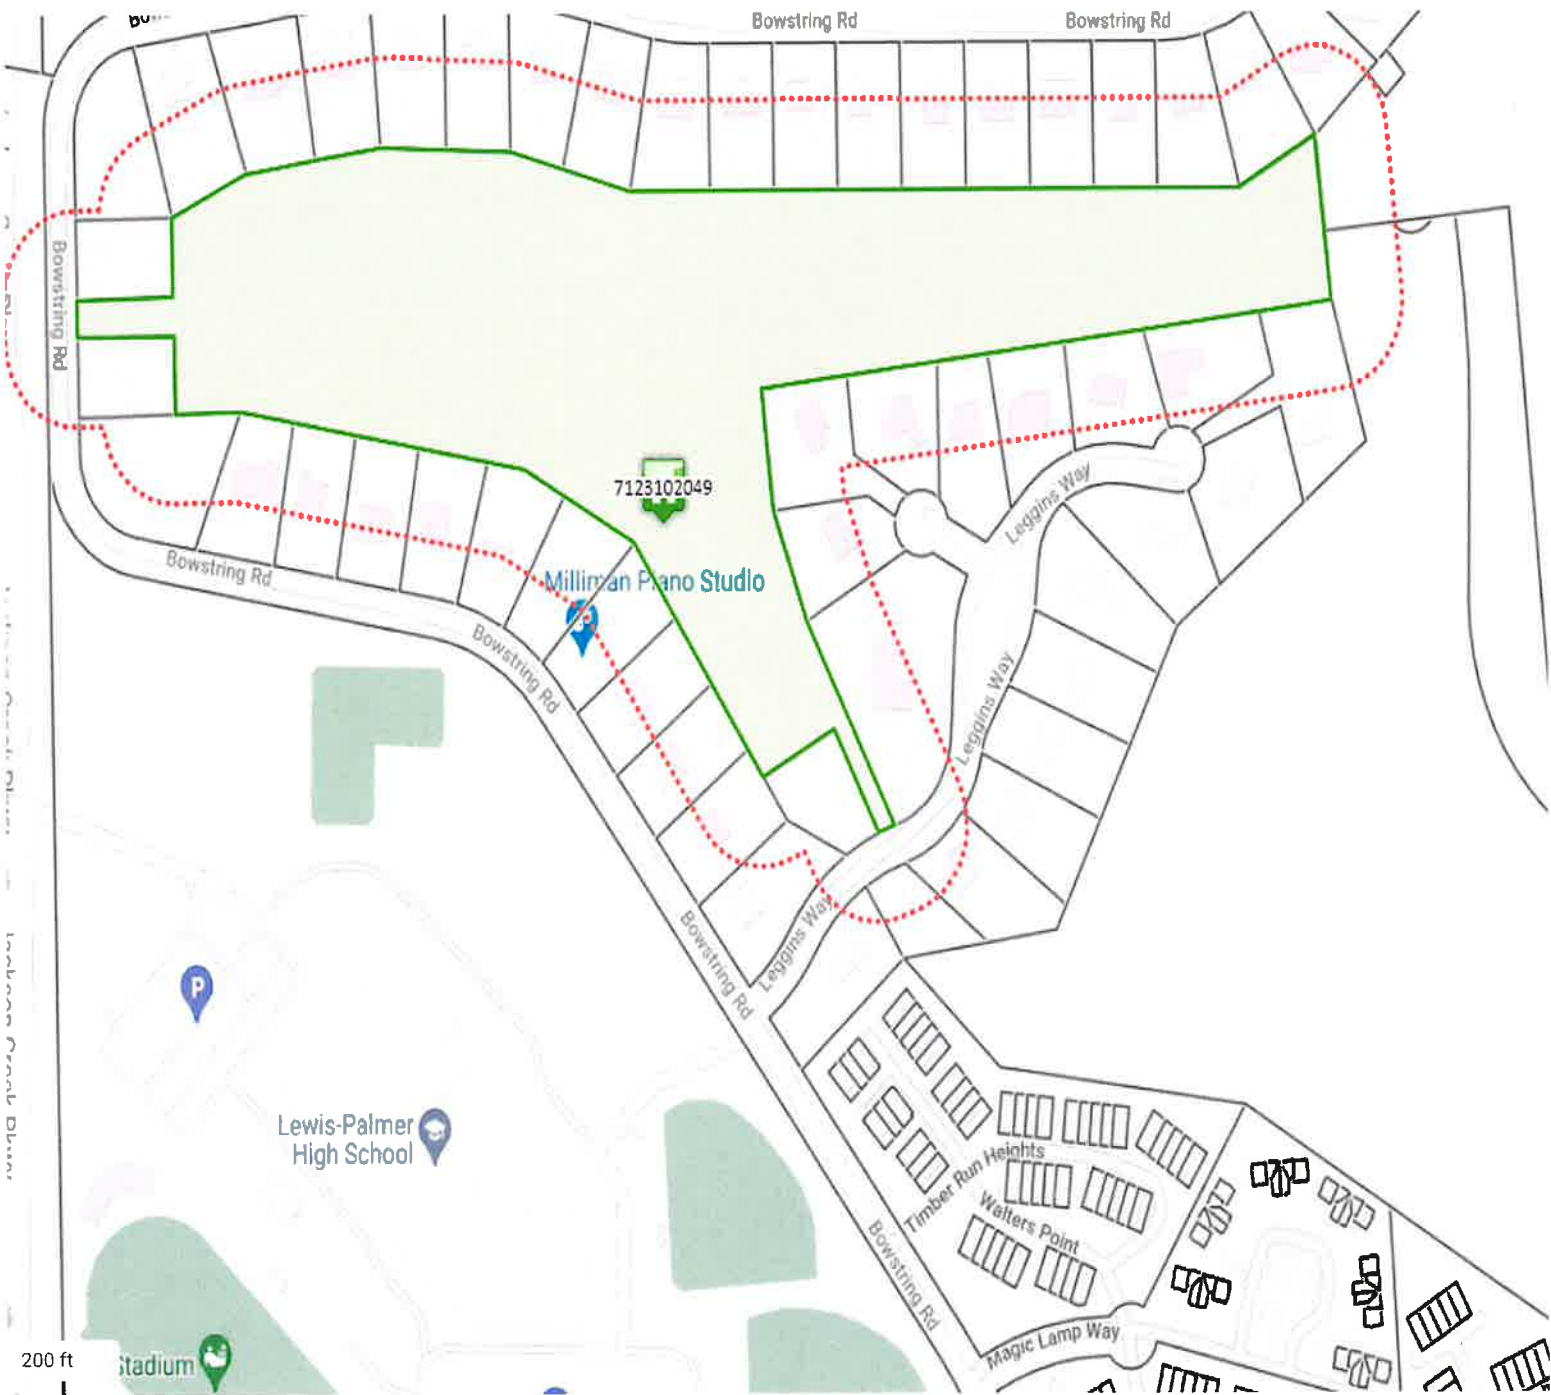 Bowstring Rd
Bowstring Rd
Bowstring Rd
7123102049
Leggins Way
Bowstring Rd
Milliman Piano Studio
Bowstring Rd
Leggins Way
Bowstring Rd
Leggins Way
Lewis-Palmer
High School
Timber Run Heights
Walters Point
Bowstring Rd
Magic Lamp Way
200 ft
Stadium
P